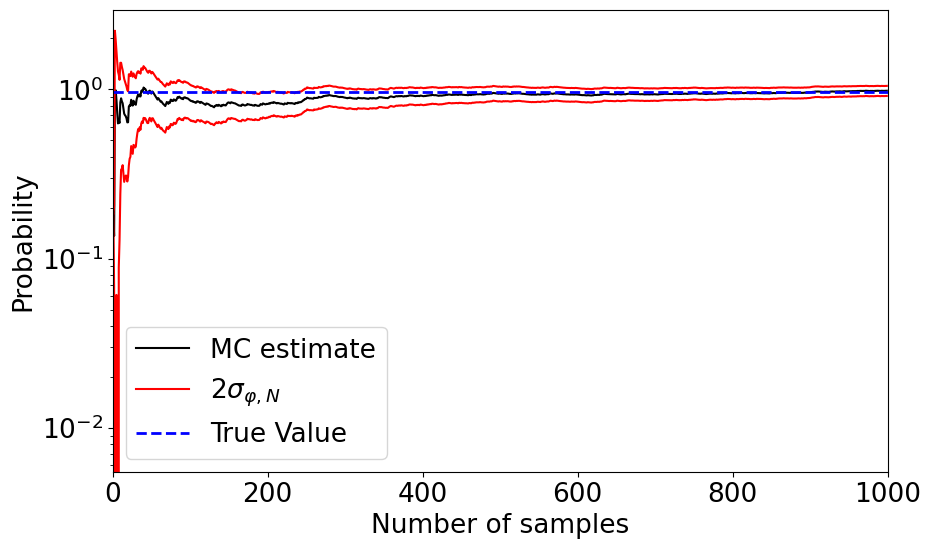 10⁰
10⁻¹
10⁻²
Probability
MC estimate
2σφ,N
True Value
0 200 400 600 800 1000
Number of samples